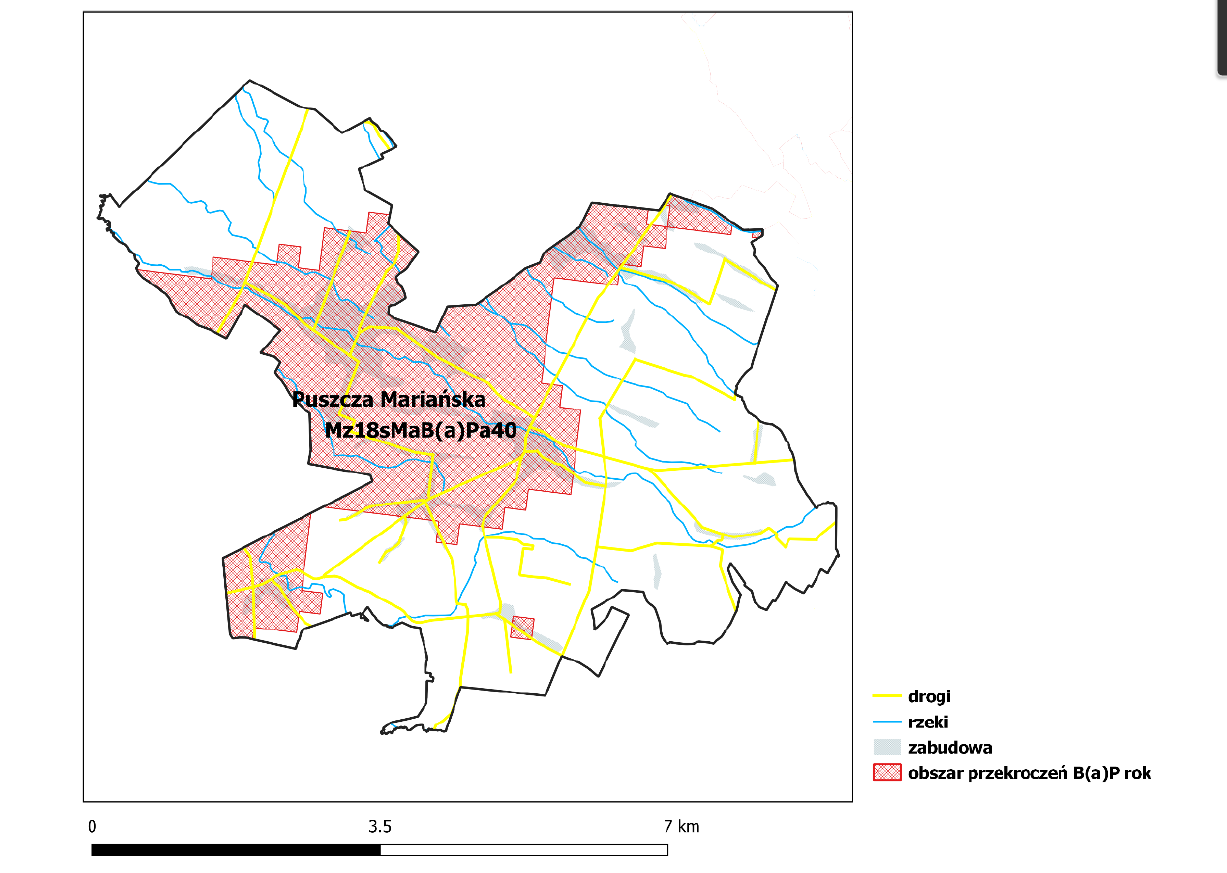 Puszcza Mariańska
Mz18sMaB(a)Pa40
drogi
rzeki
zabudowa
obszar przekroczeń B(a)P rok
0 3.5 7 km